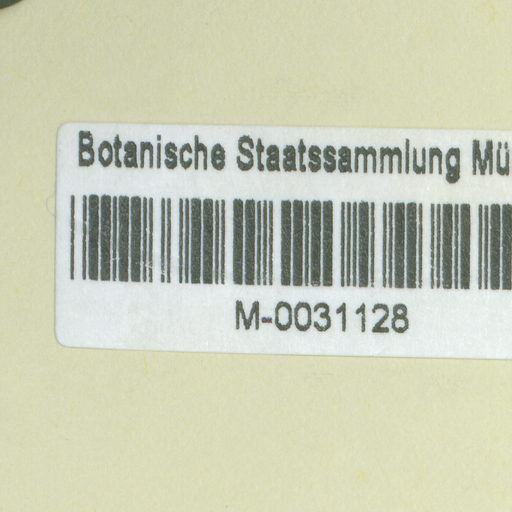 Botanische Staatssammlung Mü
M-0031128